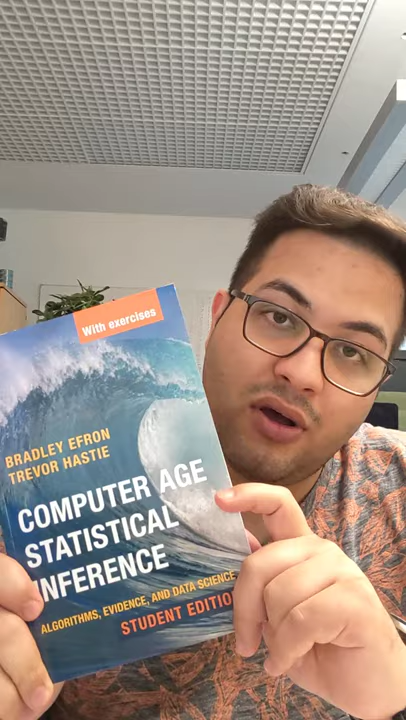 With exercises
BRADLEY EFRON
TREVOR HASTIE
COMPUTER AGE
STATISTICAL
INFERENCE
ALGORITHMS, EVIDENCE, AND DATA SCIENCE
STUDENT EDITION